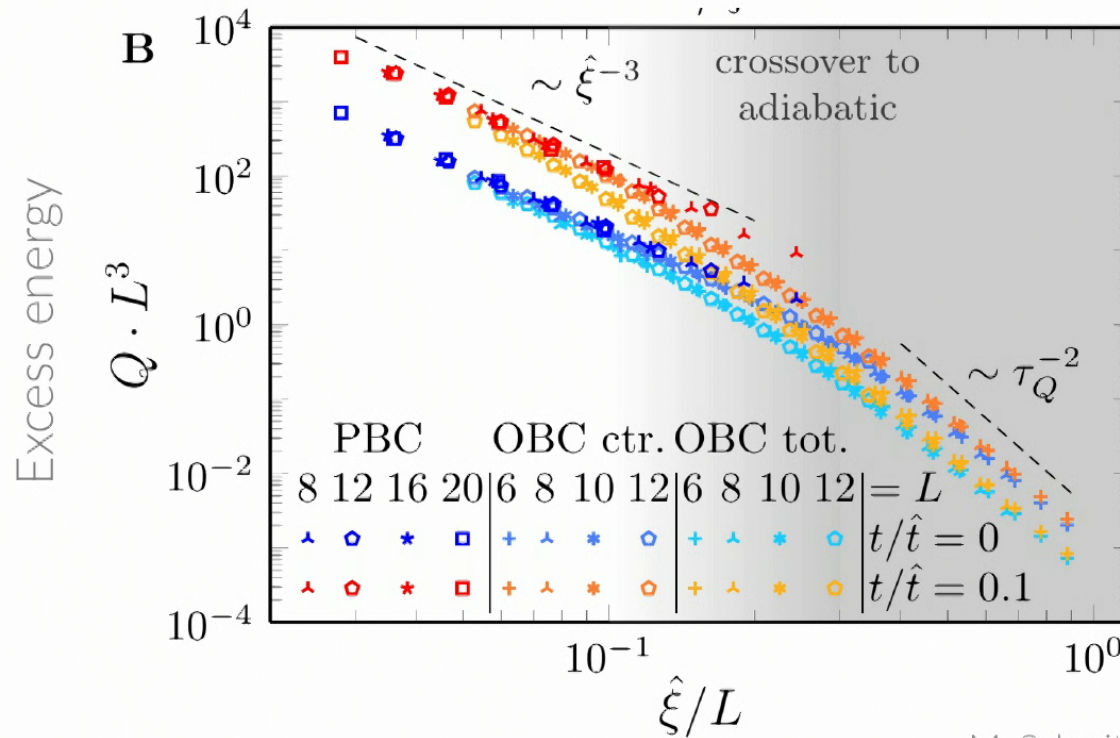 B
10^4
10^2
10^0
10^−2
10^−4
Excess energy
Q · L^3
~ ξ̂^−3
crossover to
adiabatic
~ τ_Q^−2
PBC OBC ctr. OBC tot.
8 12 16 20 6 8 10 12 6 8 10 12 = L
t/t̂ = 0
t/t̂ = 0.1
10^−1 10^0
ξ̂/L